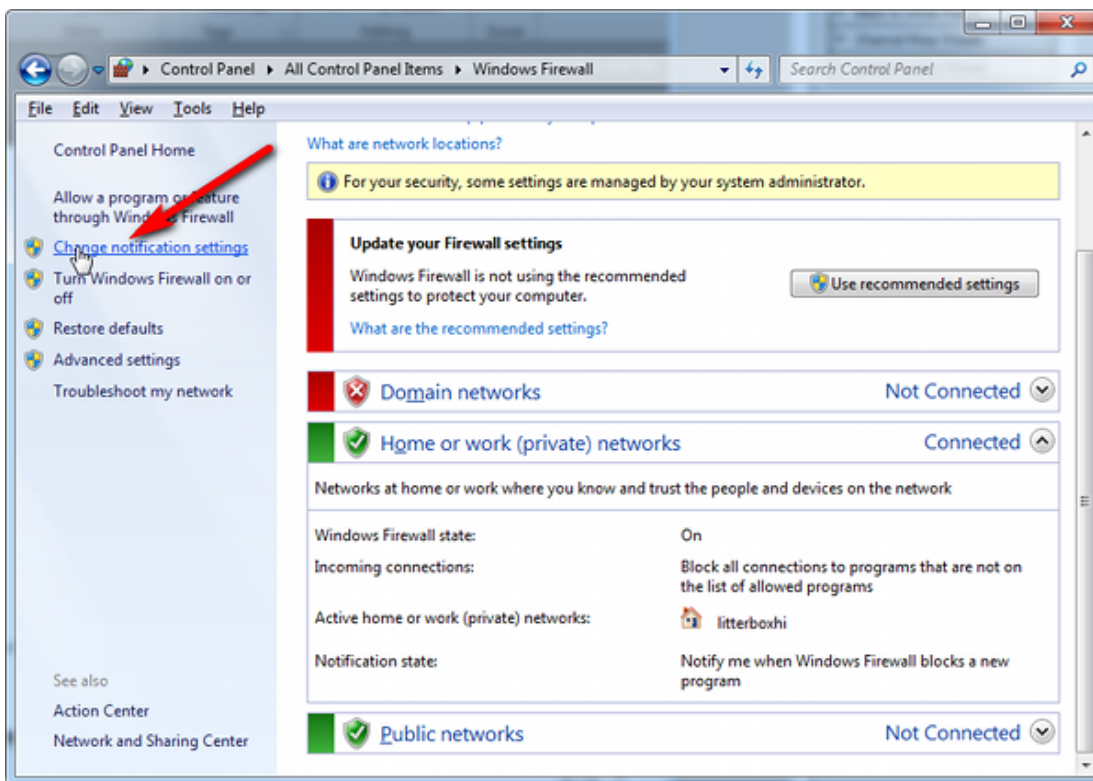 Control Panel ▸ All Control Panel Items ▸ Windows Firewall
Search Control Panel
File Edit View Tools Help
Control Panel Home
Allow a program or feature
through Windows Firewall
Change notification settings
Turn Windows Firewall on or
off
Restore defaults
Advanced settings
Troubleshoot my network
See also
Action Center
Network and Sharing Center
What are network locations?
For your security, some settings are managed by your system administrator.
Update your Firewall settings
Windows Firewall is not using the recommended
settings to protect your computer.
Use recommended settings
What are the recommended settings?
Domain networks Not Connected
Home or work (private) networks Connected
Networks at home or work where you know and trust the people and devices on the network
Windows Firewall state: On
Incoming connections: Block all connections to programs that are not on
the list of allowed programs
Active home or work (private) networks: litterboxhi
Notification state: Notify me when Windows Firewall blocks a new
program
Public networks Not Connected